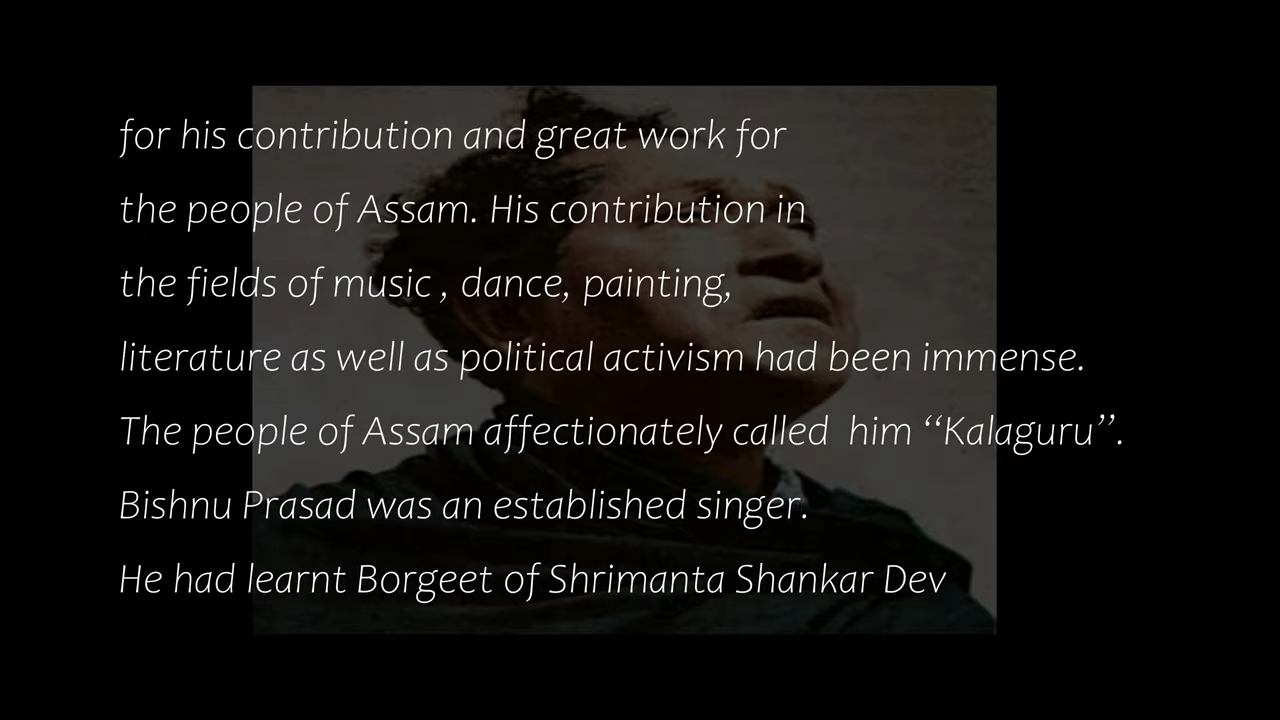 for his contribution and great work for
the people of Assam. His contribution in
the fields of music , dance, painting,
literature as well as political activism had been immense.
The people of Assam affectionately called  him “Kalaguru”.
Bishnu Prasad was an established singer.
He had learnt Borgeet of Shrimanta Shankar Dev